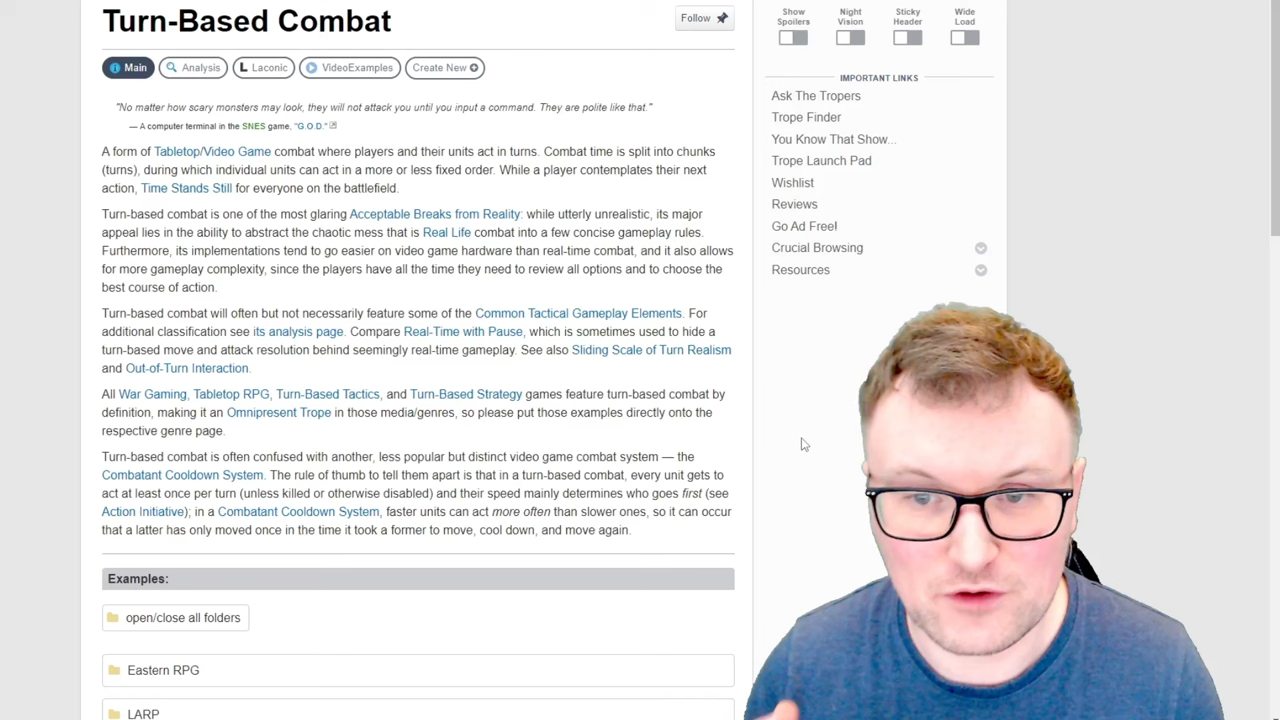 Turn-Based Combat
Follow
Main
Analysis
Laconic
VideoExamples
Create New
"No matter how scary monsters may look, they will not attack you until you input a command. They are polite like that."
— A computer terminal in the SNES game, "G.O.D."
A form of Tabletop/Video Game combat where players and their units act in turns. Combat time is split into chunks
(turns), during which individual units can act in a more or less fixed order. While a player contemplates their next
action, Time Stands Still for everyone on the battlefield.
Turn-based combat is one of the most glaring Acceptable Breaks from Reality: while utterly unrealistic, its major
appeal lies in the ability to abstract the chaotic mess that is Real Life combat into a few concise gameplay rules.
Furthermore, its implementations tend to go easier on video game hardware than real-time combat, and it also allows
for more gameplay complexity, since the players have all the time they need to review all options and to choose the
best course of action.
Turn-based combat will often but not necessarily feature some of the Common Tactical Gameplay Elements. For
additional classification see its analysis page. Compare Real-Time with Pause, which is sometimes used to hide a
turn-based move and attack resolution behind seemingly real-time gameplay. See also Sliding Scale of Turn Realism
and Out-of-Turn Interaction.
All War Gaming, Tabletop RPG, Turn-Based Tactics, and Turn-Based Strategy games feature turn-based combat by
definition, making it an Omnipresent Trope in those media/genres, so please put those examples directly onto the
respective genre page.
Turn-based combat is often confused with another, less popular but distinct video game combat system — the
Combatant Cooldown System. The rule of thumb to tell them apart is that in a turn-based combat, every unit gets to
act at least once per turn (unless killed or otherwise disabled) and their speed mainly determines who goes first (see
Action Initiative); in a Combatant Cooldown System, faster units can act more often than slower ones, so it can occur
that a latter has only moved once in the time it took a former to move, cool down, and move again.
Examples:
open/close all folders
Eastern RPG
LARP
Show Spoilers
Night Vision
Sticky Header
Wide Load
IMPORTANT LINKS
Ask The Tropers
Trope Finder
You Know That Show...
Trope Launch Pad
Wishlist
Reviews
Go Ad Free!
Crucial Browsing
Resources